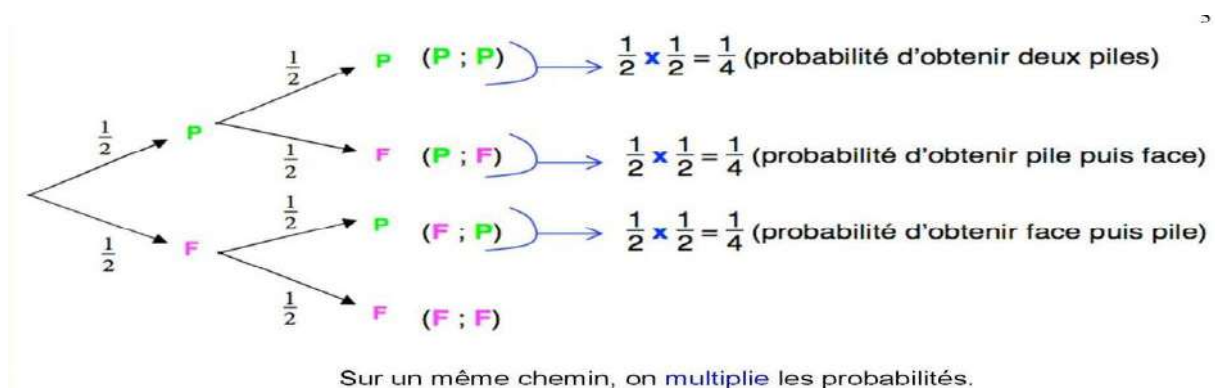 1/2 P (P ; P) 1/2 x 1/2 = 1/4 (probabilité d'obtenir deux piles)
1/2 P
1/2 F (P ; F) 1/2 x 1/2 = 1/4 (probabilité d'obtenir pile puis face)
1/2 P (F ; P) 1/2 x 1/2 = 1/4 (probabilité d'obtenir face puis pile)
1/2 F
1/2 F (F ; F)
Sur un même chemin, on multiplie les probabilités.